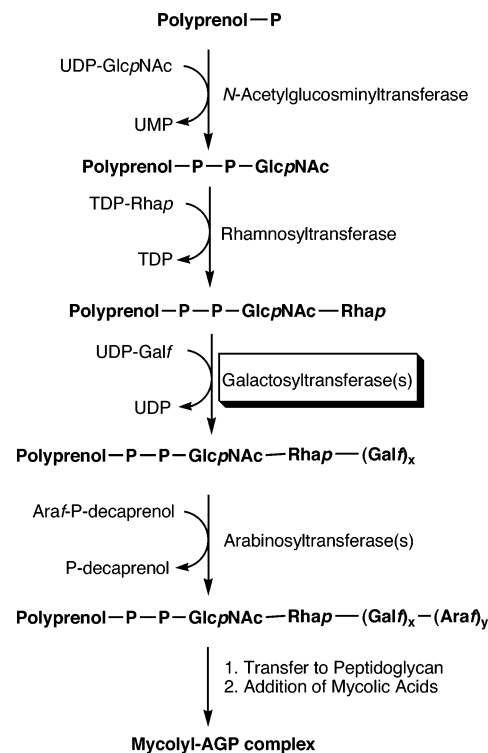 Polyprenol—P
UDP-GlcpNAc
N-Acetylglucosminyltransferase
UMP
Polyprenol—P—P—GlcpNAc
TDP-Rhap
Rhamnosyltransferase
TDP
Polyprenol—P—P—GlcpNAc—Rhap
UDP-Galf
Galactosyltransferase(s)
UDP
Polyprenol—P—P—GlcpNAc—Rhap—(Galf)x
Araf-P-decaprenol
Arabinosyltransferase(s)
P-decaprenol
Polyprenol—P—P—GlcpNAc—Rhap—(Galf)x—(Araf)y
1. Transfer to Peptidoglycan
2. Addition of Mycolic Acids
Mycolyl-AGP complex